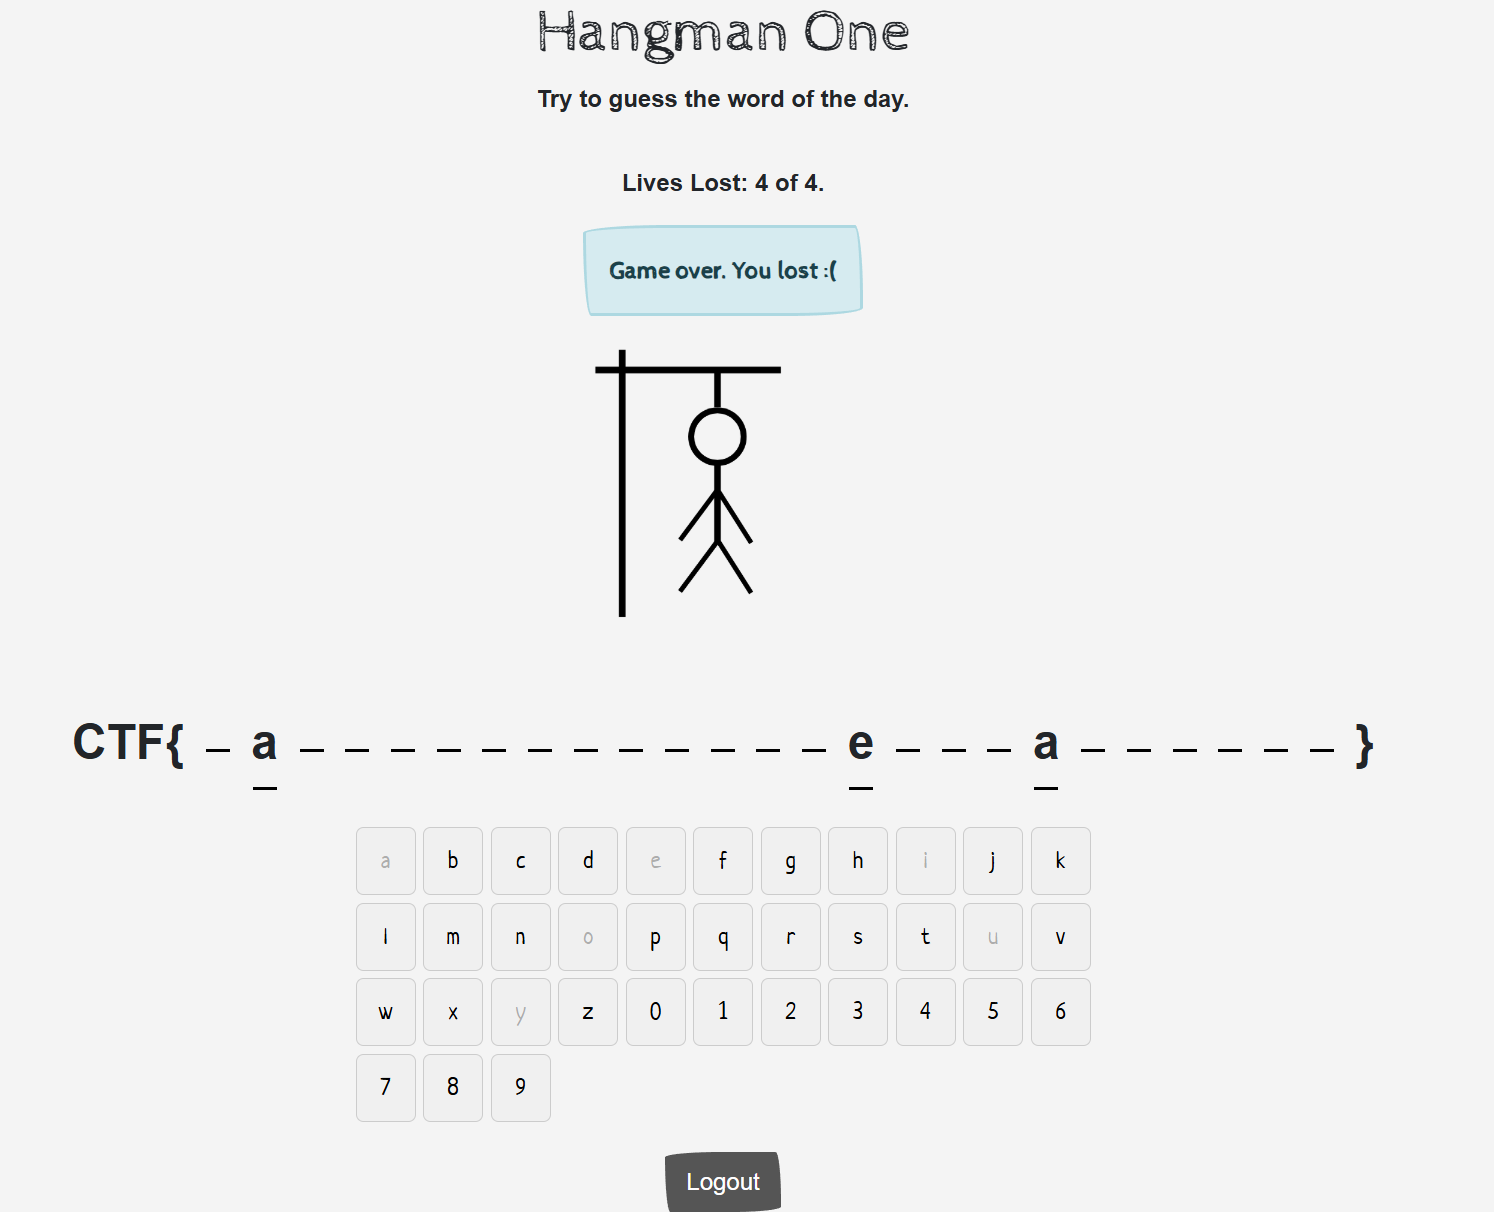 Hangman One
Try to guess the word of the day.
Lives Lost: 4 of 4.
Game over. You lost :(
CTF{ _ a _ _ _ _ _ _ _ _ _ _ _ _ e _ _ _ a _ _ _ _ _ _ }
a b c d e f g h i j k
l m n o p q r s t u v
w x y z 0 1 2 3 4 5 6
7 8 9
Logout